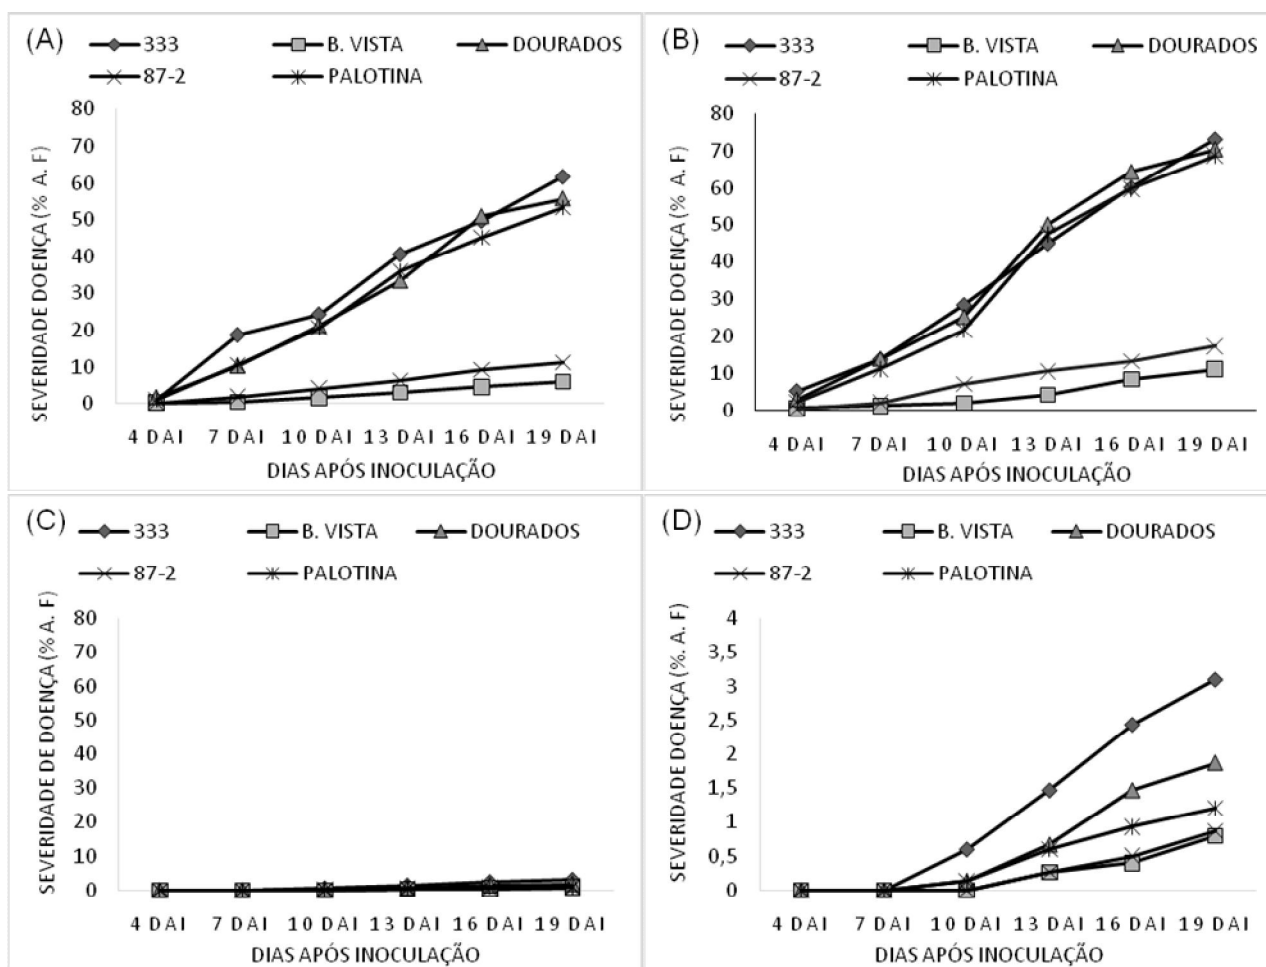 (A) 333 B. VISTA DOURADOS
87-2 PALOTINA
SEVERIDADE DOENÇA (% A. F)
80
70
60
50
40
30
20
10
0
4 DAI 7 DAI 10 DAI 13 DAI 16 DAI 19 DAI
DIAS APÓS INOCULAÇÃO
(B) 333 B. VISTA DOURADOS
87-2 PALOTINA
SEVERIDADE DOENÇA (% A. F)
80
70
60
50
40
30
20
10
0
4 DAI 7 DAI 10 DAI 13 DAI 16 DAI 19 DAI
DIAS APÓS INOCULAÇÃO
(C) 333 B. VISTA DOURADOS
87-2 PALOTINA
SEVERIDADE DE DOENÇA (% A. F)
80
70
60
50
40
30
20
10
0
4 DAI 7 DAI 10 DAI 13 DAI 16 DAI 19 DAI
DIAS APÓS INOCULAÇÃO
(D) 333 B. VISTA DOURADOS
87-2 PALOTINA
SEVERIDADE DOENÇA (%. A. F)
4
3,5
3
2,5
2
1,5
1
0,5
0
4 DAI 7 DAI 10 DAI 13 DAI 16 DAI 19 DAI
DIAS APÓS INOCULAÇÃO